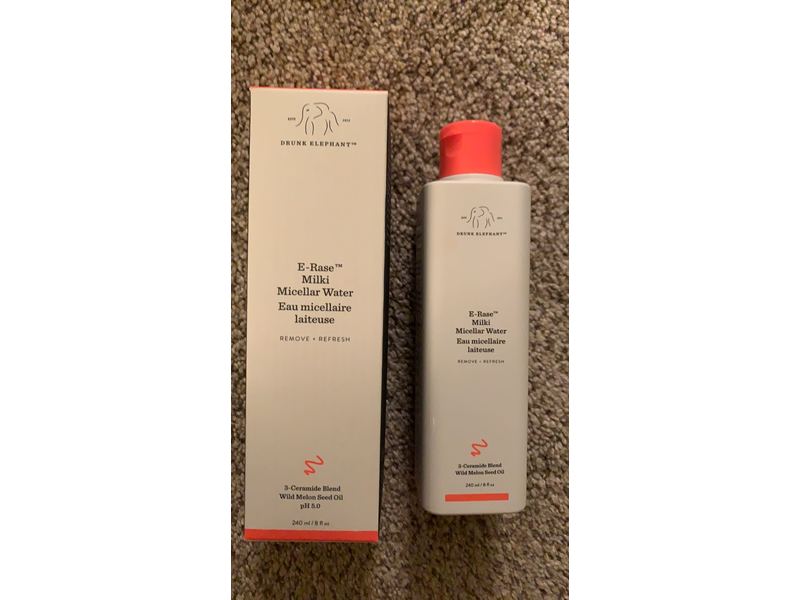 DRUNK ELEPHANT™
E-Rase™
Milki
Micellar Water
Eau micellaire
laiteuse
REMOVE + REFRESH
3-Ceramide Blend
Wild Melon Seed Oil
pH 5.0
240 ml / 8 fl oz
DRUNK ELEPHANT™
E-Rase™
Milki
Micellar Water
Eau micellaire
laiteuse
REMOVE + REFRESH
3-Ceramide Blend
Wild Melon Seed Oil
240 ml / 8 fl oz